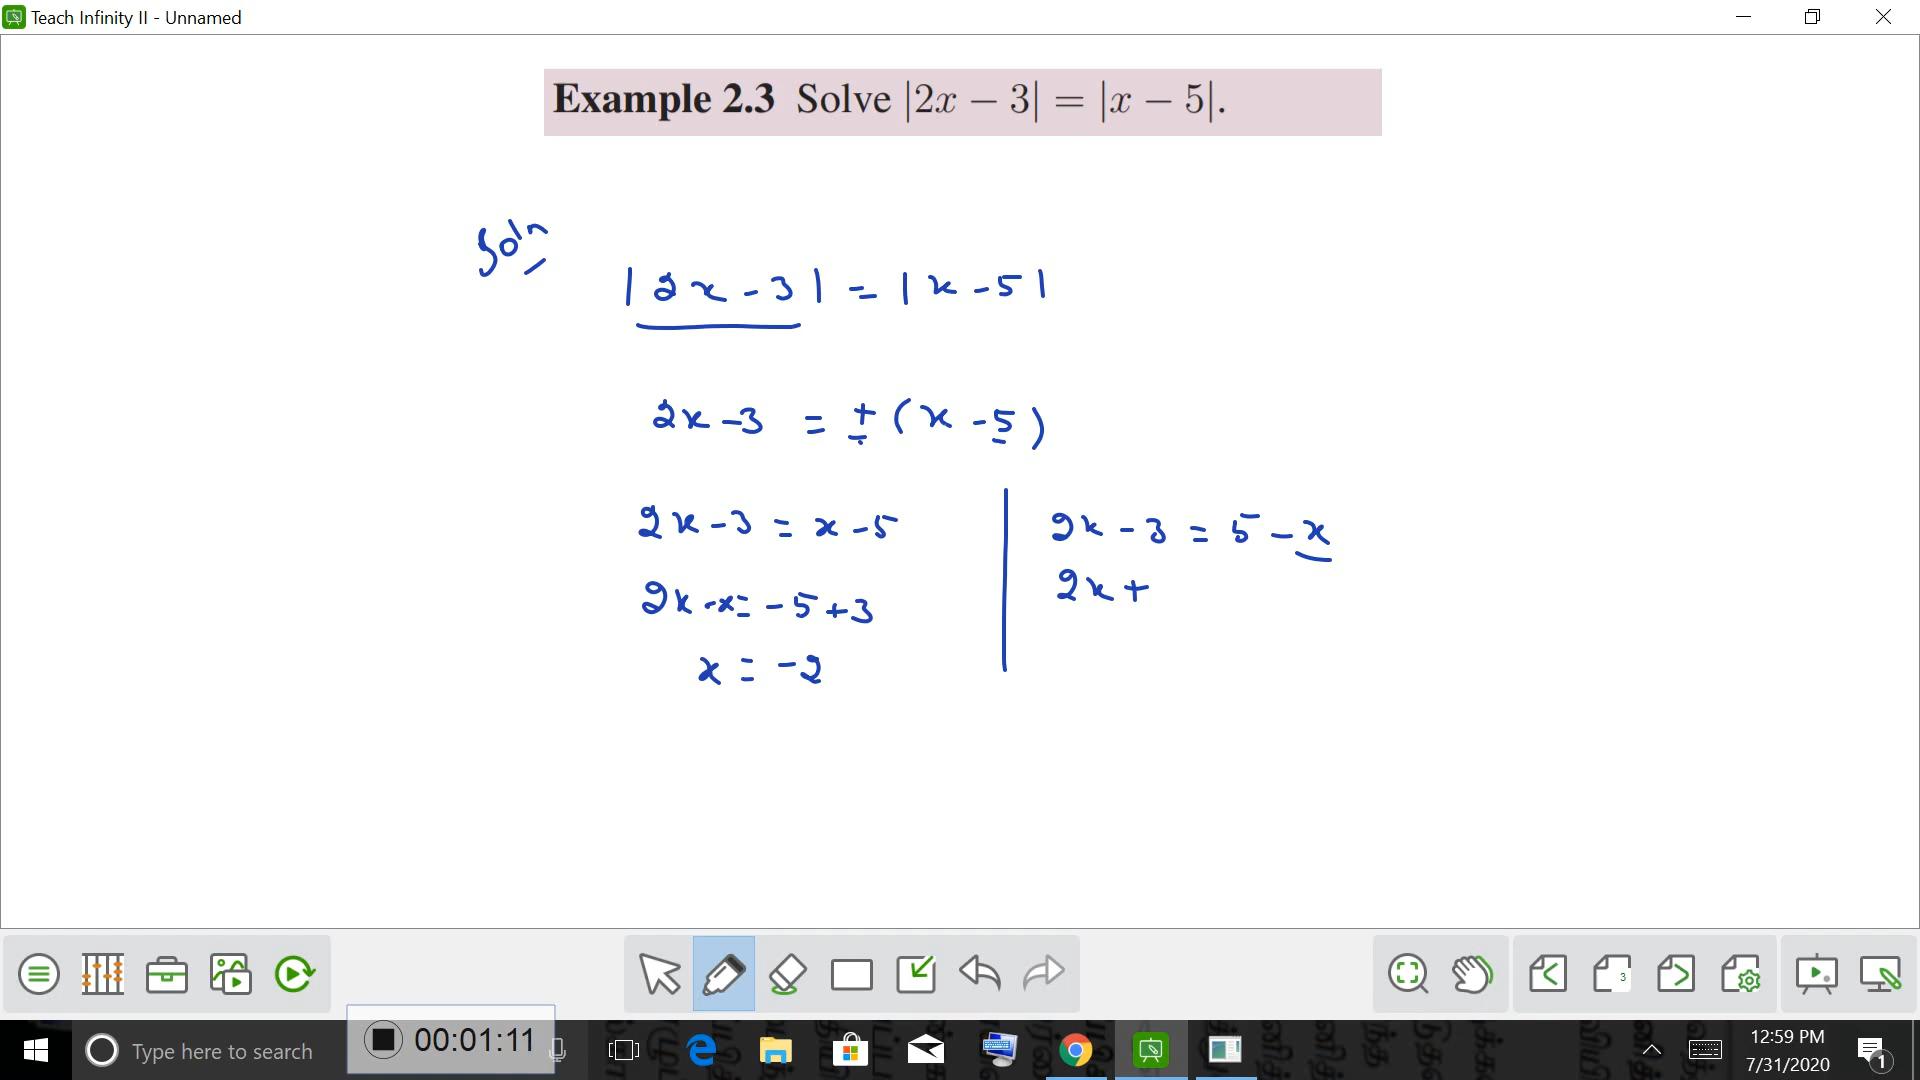 Teach Infinity II - Unnamed
Example 2.3 Solve |2x − 3| = |x − 5|.
Soln
|2x - 3| = |x - 5|
2x - 3 = ± (x - 5)
2x - 3 = x - 5
2x - x = - 5 + 3
x = - 2
2x - 3 = 5 - x
2x +
3
Type here to search
00:01:11
12:59 PM
7/31/2020
1